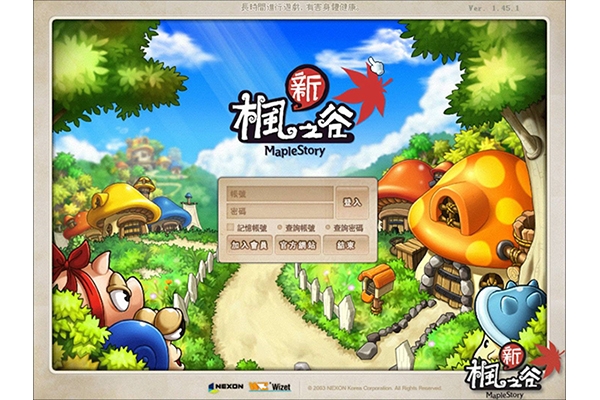 長時間進行遊戲, 有害身體健康.
Ver. 1.45.1
新
楓之谷
MapleStory
帳號
登入
密碼
記憶帳號 查詢帳號 查詢密碼
加入會員 官方網站 結束
新
楓之谷
MapleStory
NEXON Wizet © 2003 NEXON Korea Corporation. All Rights Reserved.